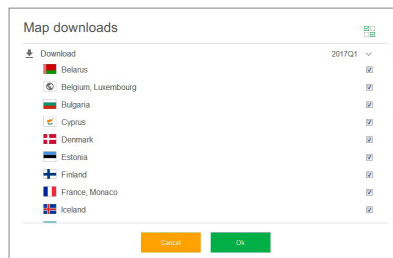 Map downloads
Download 2017Q1
Belarus
Belgium, Luxembourg
Bulgaria
Cyprus
Denmark
Estonia
Finland
France, Monaco
Iceland
Cancel Ok